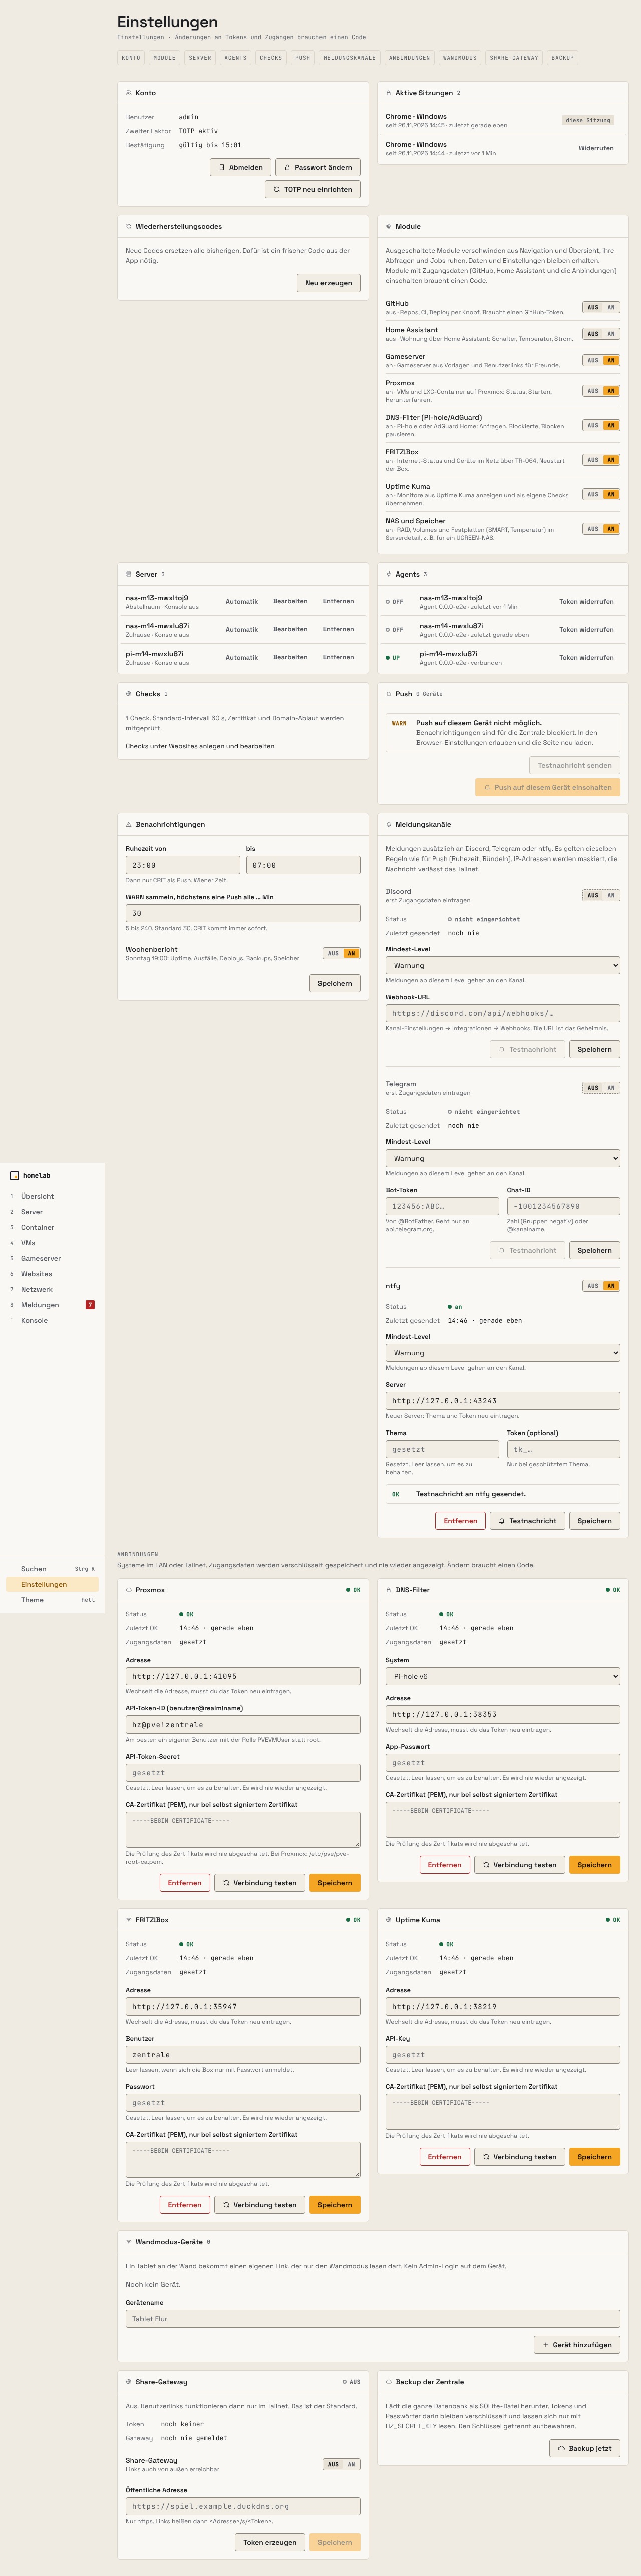 Einstellungen
Einstellungen · Änderungen an Tokens und Zugängen brauchen einen Code
KONTO
MODULE
SERVER
AGENTS
CHECKS
PUSH
MELDUNGSKANÄLE
ANBINDUNGEN
WANDMODUS
SHARE-GATEWAY
BACKUP
Konto
Benutzer admin
Zweiter Faktor TOTP aktiv
Bestätigung gültig bis 15:01
Abmelden
Passwort ändern
TOTP neu einrichten
Aktive Sitzungen 2
Chrome · Windows
seit 26.11.2026 14:45 · zuletzt gerade eben
diese Sitzung
Chrome · Windows
seit 26.11.2026 14:44 · zuletzt vor 1 Min
Widerrufen
Wiederherstellungscodes
Neue Codes ersetzen alle bisherigen. Dafür ist ein frischer Code aus der
App nötig.
Neu erzeugen
Module
Ausgeschaltete Module verschwinden aus Navigation und Übersicht, ihre
Abfragen und Jobs ruhen. Daten und Einstellungen bleiben erhalten.
Module mit Zugangsdaten (GitHub, Home Assistant und die Anbindungen)
einschalten braucht einen Code.
GitHub
aus · Repos, CI, Deploy per Knopf. Braucht einen GitHub-Token.
AUS AN
Home Assistant
aus · Wohnung über Home Assistant: Schalter, Temperatur, Strom.
AUS AN
Gameserver
an · Gameserver aus Vorlagen und Benutzerlinks für Freunde.
AUS AN
Proxmox
an · VMs und LXC-Container auf Proxmox: Status, Starten,
Herunterfahren.
AUS AN
DNS-Filter (Pi-hole/AdGuard)
an · Pi-hole oder AdGuard Home: Anfragen, Blockierte, Blocken
pausieren.
AUS AN
FRITZ!Box
an · Internet-Status und Geräte im Netz über TR-064, Neustart
der Box.
AUS AN
Uptime Kuma
an · Monitore aus Uptime Kuma anzeigen und als eigene Checks
übernehmen.
AUS AN
NAS und Speicher
an · RAID, Volumes und Festplatten (SMART, Temperatur) im
Serverdetail, z. B. für ein UGREEN-NAS.
AUS AN
Server 3
nas-m13-mwxltoj9
Abstellraum · Konsole aus
Automatik Bearbeiten Entfernen
nas-m14-mwxlu87i
Zuhause · Konsole aus
Automatik Bearbeiten Entfernen
pi-m14-mwxlu87i
Zuhause · Konsole aus
Automatik Bearbeiten Entfernen
Agents 3
OFF
nas-m13-mwxltoj9
Agent 0.0.0-e2e · zuletzt vor 1 Min
Token widerrufen
OFF
nas-m14-mwxlu87i
Agent 0.0.0-e2e · zuletzt gerade eben
Token widerrufen
UP
pi-m14-mwxlu87i
Agent 0.0.0-e2e · verbunden
Token widerrufen
Checks 1
1 Check. Standard-Intervall 60 s, Zertifikat und Domain-Ablauf werden
mitgeprüft.
Checks unter Websites anlegen und bearbeiten
Push 0 Geräte
WARN
Push auf diesem Gerät nicht möglich.
Benachrichtigungen sind für die Zentrale blockiert. In den
Browser-Einstellungen erlauben und die Seite neu laden.
Testnachricht senden
Push auf diesem Gerät einschalten
Benachrichtigungen
Ruhezeit von
bis
23:00
07:00
Dann nur CRIT als Push, Wiener Zeit.
WARN sammeln, höchstens eine Push alle … Min
30
5 bis 240, Standard 30. CRIT kommt immer sofort.
Wochenbericht
Sonntag 19:00: Uptime, Ausfälle, Deploys, Backups, Speicher
AUS AN
Speichern
Meldungskanäle
Meldungen zusätzlich an Discord, Telegram oder ntfy. Es gelten dieselben
Regeln wie für Push (Ruhezeit, Bündeln). IP-Adressen werden maskiert, die
Nachricht verlässt das Tailnet.
Discord
erst Zugangsdaten eintragen
AUS AN
Status nicht eingerichtet
Zuletzt gesendet noch nie
Mindest-Level
Warnung
Meldungen ab diesem Level gehen an den Kanal.
Webhook-URL
https://discord.com/api/webhooks/…
Kanal-Einstellungen → Integrationen → Webhooks. Die URL ist das Geheimnis.
Testnachricht
Speichern
Telegram
erst Zugangsdaten eintragen
AUS AN
Status nicht eingerichtet
Zuletzt gesendet noch nie
Mindest-Level
Warnung
Meldungen ab diesem Level gehen an den Kanal.
Bot-Token
Chat-ID
123456:ABC…
-1001234567890
Von @BotFather. Geht nur an
api.telegram.org.
Zahl (Gruppen negativ) oder
@kanalname.
Testnachricht
Speichern
ntfy
AUS AN
Status an
Zuletzt gesendet 14:46 · gerade eben
Mindest-Level
Warnung
Meldungen ab diesem Level gehen an den Kanal.
Server
http://127.0.0.1:43243
Neuer Server: Thema und Token neu eintragen.
Thema
Token (optional)
gesetzt
tk_…
Gesetzt. Leer lassen, um es zu
behalten.
Nur bei geschütztem Thema.
OK
Testnachricht an ntfy gesendet.
Entfernen
Testnachricht
Speichern
homelab
1 Übersicht
2 Server
3 Container
4 VMs
5 Gameserver
6 Websites
7 Netzwerk
8 Meldungen 7
` Konsole
Suchen Strg K
Einstellungen
Theme hell
ANBINDUNGEN
Systeme im LAN oder Tailnet. Zugangsdaten werden verschlüsselt gespeichert und nie wieder angezeigt. Ändern braucht einen Code.
Proxmox
OK
Status OK
Zuletzt OK 14:46 · gerade eben
Zugangsdaten gesetzt
Adresse
http://127.0.0.1:41095
Wechselt die Adresse, musst du das Token neu eintragen.
API-Token-ID (benutzer@realm!name)
hz@pve!zentrale
Am besten ein eigener Benutzer mit der Rolle PVEVMUser statt root.
API-Token-Secret
gesetzt
Gesetzt. Leer lassen, um es zu behalten. Es wird nie wieder angezeigt.
CA-Zertifikat (PEM), nur bei selbst signiertem Zertifikat
-----BEGIN CERTIFICATE-----
Die Prüfung des Zertifikats wird nie abgeschaltet. Bei Proxmox: /etc/pve/pve-
root-ca.pem.
Entfernen
Verbindung testen
Speichern
DNS-Filter
OK
Status OK
Zuletzt OK 14:46 · gerade eben
Zugangsdaten gesetzt
System
Pi-hole v6
Adresse
http://127.0.0.1:38353
Wechselt die Adresse, musst du das Token neu eintragen.
App-Passwort
gesetzt
Gesetzt. Leer lassen, um es zu behalten. Es wird nie wieder angezeigt.
CA-Zertifikat (PEM), nur bei selbst signiertem Zertifikat
-----BEGIN CERTIFICATE-----
Die Prüfung des Zertifikats wird nie abgeschaltet.
Entfernen
Verbindung testen
Speichern
FRITZ!Box
OK
Status OK
Zuletzt OK 14:46 · gerade eben
Zugangsdaten gesetzt
Adresse
http://127.0.0.1:35947
Wechselt die Adresse, musst du das Token neu eintragen.
Benutzer
zentrale
Leer lassen, wenn sich die Box nur mit Passwort anmeldet.
Passwort
gesetzt
Gesetzt. Leer lassen, um es zu behalten. Es wird nie wieder angezeigt.
CA-Zertifikat (PEM), nur bei selbst signiertem Zertifikat
-----BEGIN CERTIFICATE-----
Die Prüfung des Zertifikats wird nie abgeschaltet.
Entfernen
Verbindung testen
Speichern
Uptime Kuma
OK
Status OK
Zuletzt OK 14:46 · gerade eben
Zugangsdaten gesetzt
Adresse
http://127.0.0.1:38219
Wechselt die Adresse, musst du das Token neu eintragen.
API-Key
gesetzt
Gesetzt. Leer lassen, um es zu behalten. Es wird nie wieder angezeigt.
CA-Zertifikat (PEM), nur bei selbst signiertem Zertifikat
-----BEGIN CERTIFICATE-----
Die Prüfung des Zertifikats wird nie abgeschaltet.
Entfernen
Verbindung testen
Speichern
Wandmodus-Geräte 0
Ein Tablet an der Wand bekommt einen eigenen Link, der nur den Wandmodus lesen darf. Kein Admin-Login auf dem Gerät.
Noch kein Gerät.
Gerätename
Tablet Flur
Gerät hinzufügen
Share-Gateway
AUS
Aus. Benutzerlinks funktionieren dann nur im Tailnet. Das ist der Standard.
Token noch keiner
Gateway noch nie gemeldet
Share-Gateway
Links auch von außen erreichbar
AUS AN
Öffentliche Adresse
https://spiel.example.duckdns.org
Nur https. Links heißen dann <Adresse>/s/<Token>.
Token erzeugen
Speichern
Backup der Zentrale
Lädt die ganze Datenbank als SQLite-Datei herunter. Tokens und
Passwörter darin bleiben verschlüsselt und lassen sich nur mit
HZ_SECRET_KEY lesen. Den Schlüssel getrennt aufbewahren.
Backup jetzt